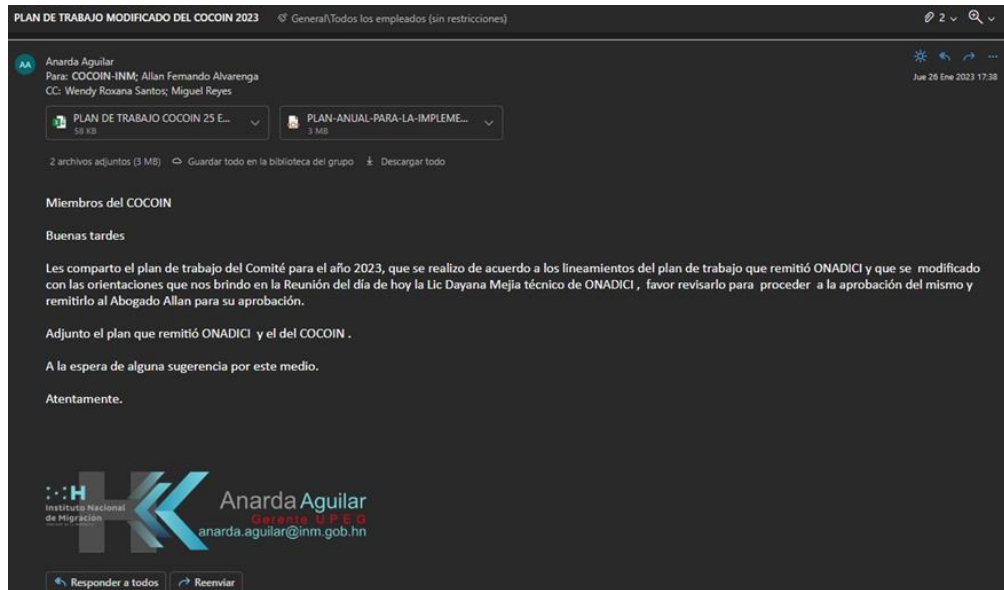 PLAN DE TRABAJO MODIFICADO DEL COCOIN 2023 General\Todos los empleados (sin restricciones) 2
AA Anarda Aguilar
Para: COCOIN-INM; Allan Fernando Alvarenga
Jue 26 Ene 2023 17:38
CC: Wendy Roxana Santos; Miguel Reyes
PLAN DE TRABAJO COCOIN 25 E...
58 KB
PLAN-ANUAL-PARA-LA-IMPLEME...
3 MB
2 archivos adjuntos (3 MB) Guardar todo en la biblioteca del grupo Descargar todo
Miembros del COCOIN
Buenas tardes
Les comparto el plan de trabajo del Comité para el año 2023, que se realizo de acuerdo a los lineamientos del plan de trabajo que remitió ONADICI y que se modificado
con las orientaciones que nos brindo en la Reunión del día de hoy la Lic Dayana Mejia técnico de ONADICI , favor revisarlo para proceder a la aprobación del mismo y
remitirlo al Abogado Allan para su aprobación.
Adjunto el plan que remitió ONADICI y el del COCOIN .
A la espera de alguna sugerencia por este medio.
Atentamente.
H
Instituto Nacional
de Migración
Anarda Aguilar
Gerente UPEG
anarda.aguilar@inm.gob.hn
Responder a todos Reenviar